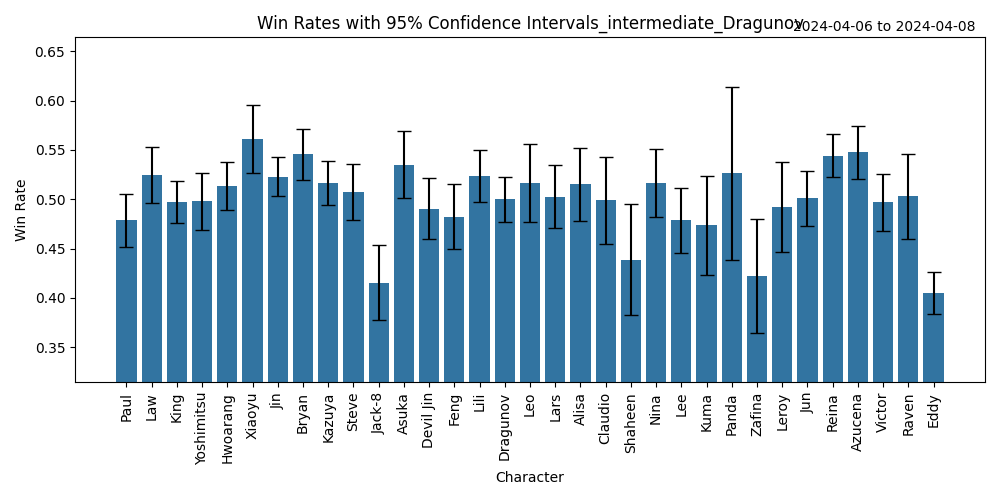 Win Rates with 95% Confidence Intervals_intermediate_Dragunov
2024-04-06 to 2024-04-08
0.65
0.60
0.55
0.50
0.45
0.40
0.35
Win Rate
Paul
Law
King
Yoshimitsu
Hwoarang
Xiaoyu
Jin
Bryan
Kazuya
Steve
Jack-8
Asuka
Devil Jin
Feng
Lili
Dragunov
Leo
Lars
Alisa
Claudio
Shaheen
Nina
Lee
Kuma
Panda
Zafina
Leroy
Jun
Reina
Azucena
Victor
Raven
Eddy
Character